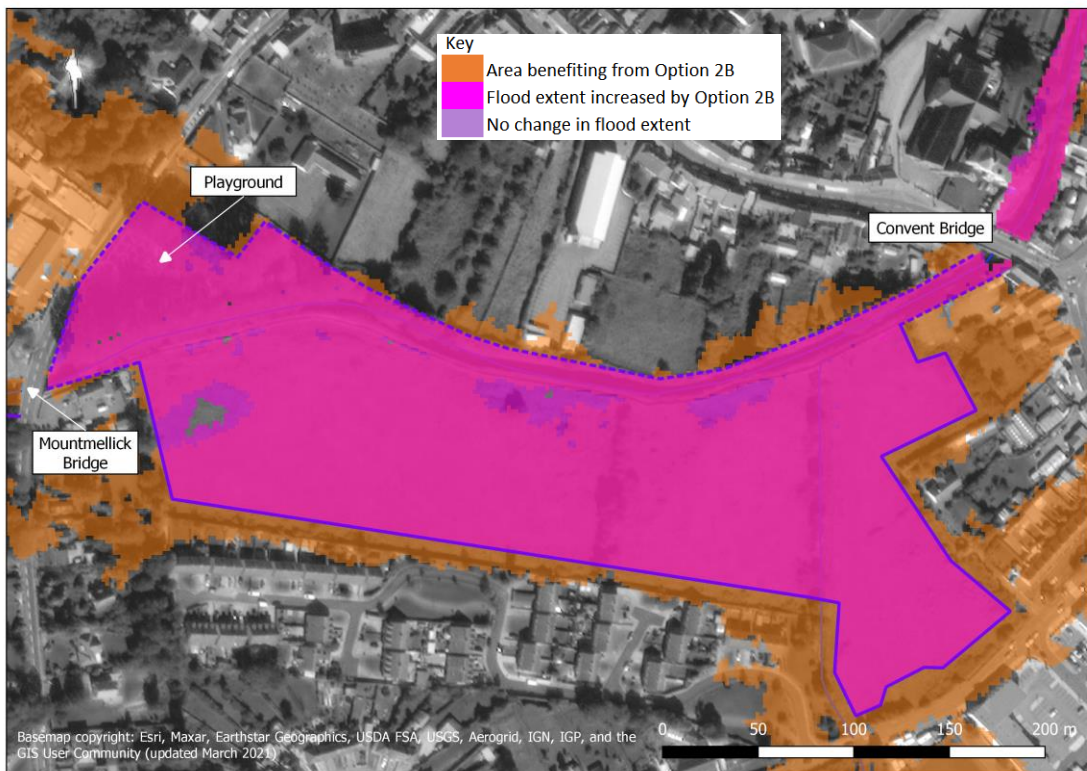 Key
Area benefiting from Option 2B
Flood extent increased by Option 2B
No change in flood extent
Playground
Convent Bridge
Mountmellick
Bridge
0 50 100 150 200 m
Basemap copyright: Esri, Maxar, Earthstar Geographics, USDA FSA, USGS, Aerogrid, IGN, IGP, and the
GIS User Community (updated March 2021)